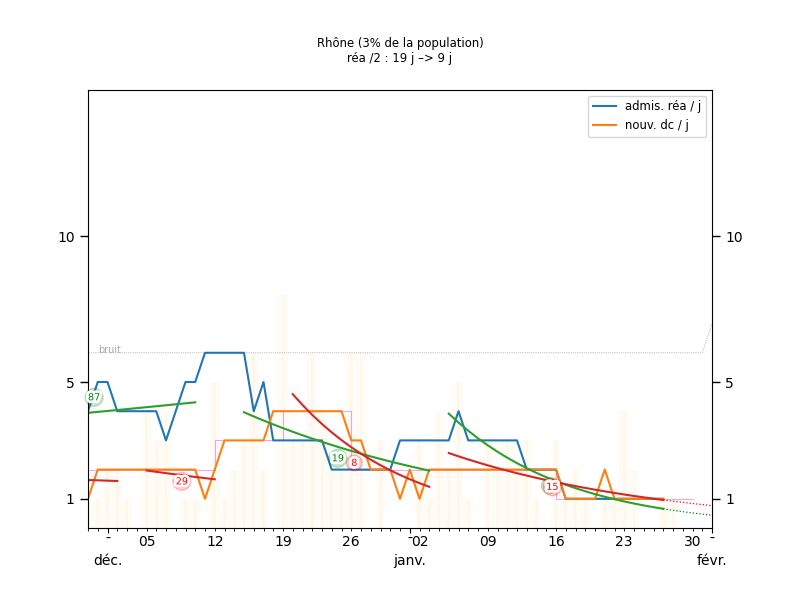 Rhône (3% de la population)
réa /2 : 19 j –> 9 j
admis. réa / j
nouv. dc / j
10
10
bruit
5
5
87
19
8
29
15
1
1
05
12
19
26
02
09
16
23
30
déc.
janv.
févr.